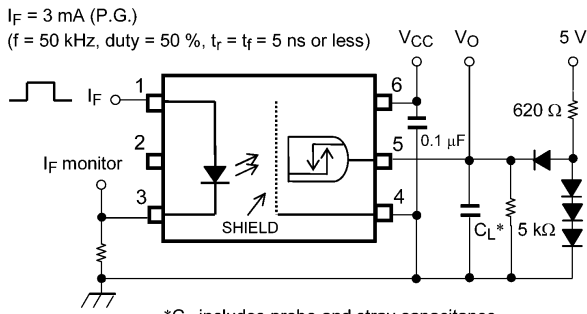 I_F = 3 mA (P.G.)
(f = 50 kHz, duty = 50 %, t_r = t_f = 5 ns or less)
V_CC
V_O
5 V
1
6
I_F
620 Ω
2
5
0.1 μF
I_F monitor
3
4
SHIELD
C_L*
5 kΩ
includes probe and stray capacitance